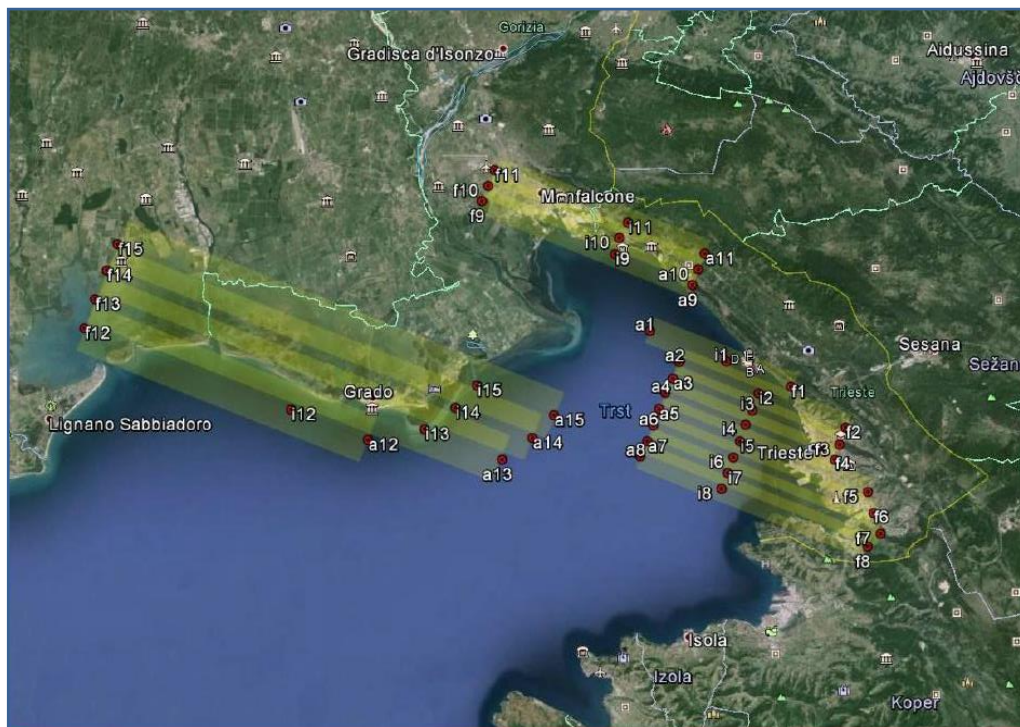 Gorizia
Gradisca d'Isonzo
Aidussina
Ajdovšč
f11
f10
Monfalcone
f9
i11
f15
i10
i9
a11
f14
a10
f13
a9
f12
a1
Sesana
a2
i1
D
E
B
A
Sežan
i15
a3
Trieste
Grado
a4
i2
f1
i12
i14
a15
Trst
a5
i3
Lignano Sabbiadoro
i13
a6
i4
f2
a12
a14
a7
i5
Trieste
f3
a13
a8
i6
f4
i7
i8
f5
f6
f7
f8
Isola
Izola
Koper